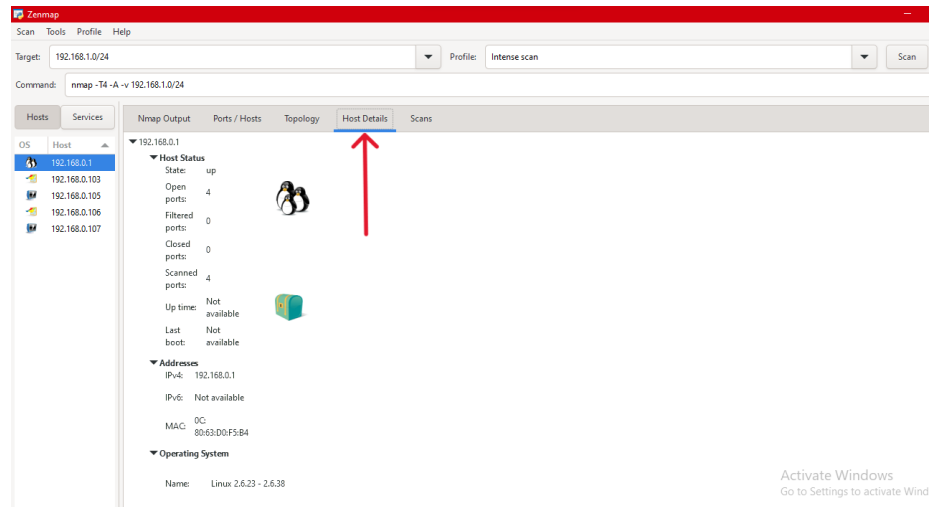 Zenmap
Scan Tools Profile Help
Target: 192.168.1.0/24 Profile: Intense scan Scan
Command: nmap -T4 -A -v 192.168.1.0/24
Hosts Services Nmap Output Ports / Hosts Topology Host Details Scans
OS Host
192.168.0.1
192.168.0.103
192.168.0.105
192.168.0.106
192.168.0.107
192.168.0.1
Host Status
State: up
Open ports: 4
Filtered ports: 0
Closed ports: 0
Scanned ports: 4
Up time: Not available
Last boot: Not available
Addresses
IPv4: 192.168.0.1
IPv6: Not available
MAC: 0C:
80:63:D0:F5:B4
Operating System
Name: Linux 2.6.23 - 2.6.38
Activate Windows
Go to Settings to activate Wind